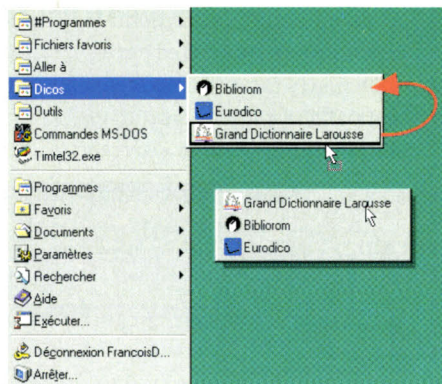 #Programmes
Fichiers favoris
Aller à
Dicos
Outils
Commandes MS-DOS
Timtel32.exe
Programmes
Favoris
Documents
Paramètres
Rechercher
Aide
Exécuter...
Déconnexion FrancoisD...
Arrêter...
Bibliorom
Eurodico
Grand Dictionnaire Larousse
Grand Dictionnaire Larousse
Bibliorom
Eurodico